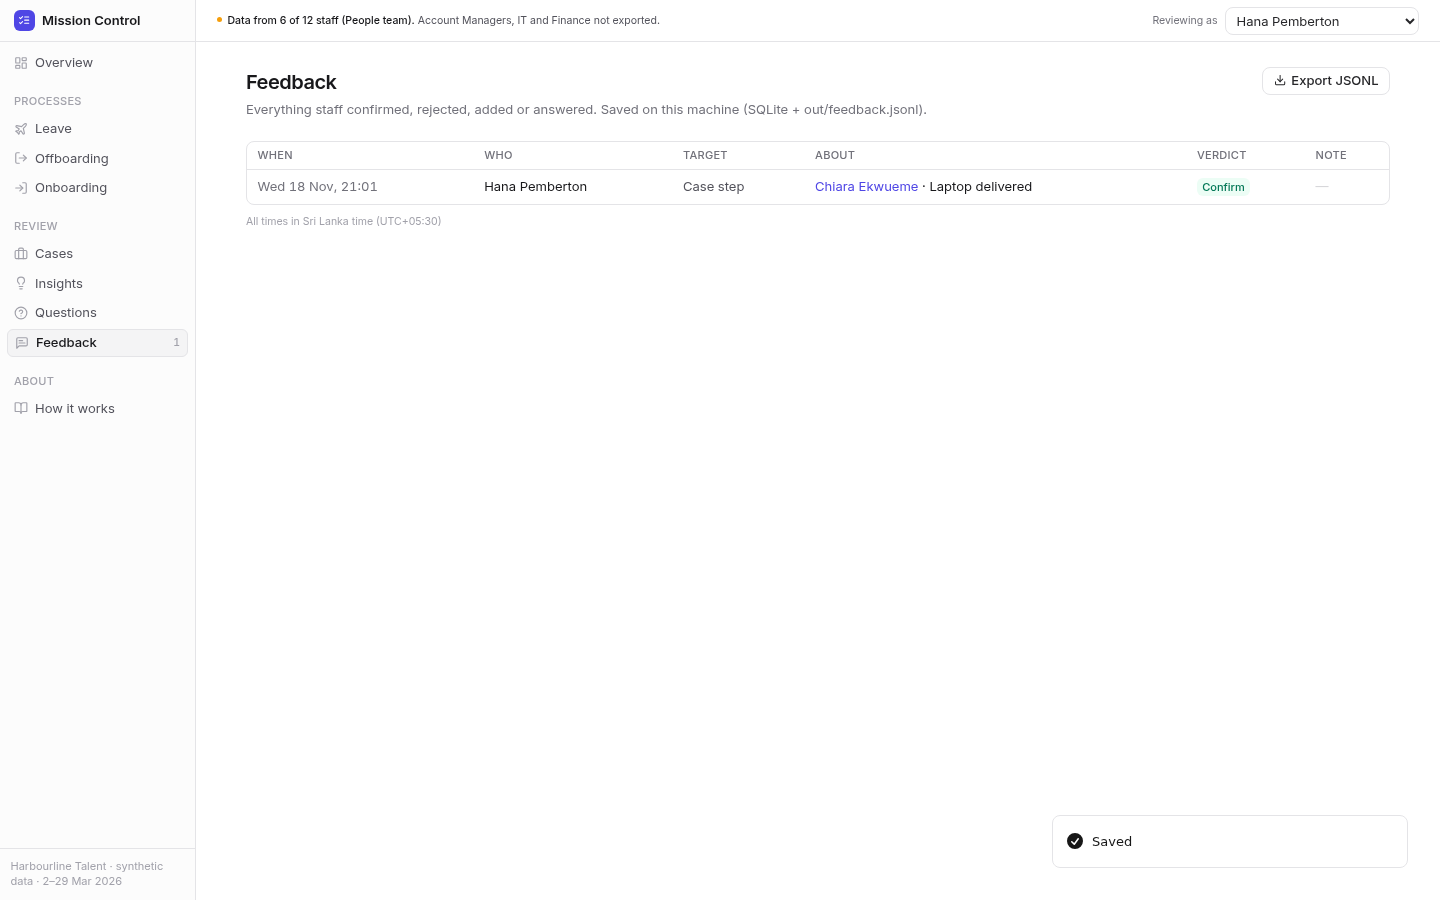 Mission Control
Data from 6 of 12 staff (People team). Account Managers, IT and Finance not exported.
Reviewing as
Hana Pemberton
Overview
PROCESSES
Leave
Offboarding
Onboarding
REVIEW
Cases
Insights
Questions
Feedback 1
ABOUT
How it works
Harbourline Talent · synthetic
data · 2–29 Mar 2026
Feedback
Export JSONL
Everything staff confirmed, rejected, added or answered. Saved on this machine (SQLite + out/feedback.jsonl).
WHEN WHO TARGET ABOUT VERDICT NOTE
Wed 18 Nov, 21:01 Hana Pemberton Case step Chiara Ekwueme · Laptop delivered Confirm —
All times in Sri Lanka time (UTC+05:30)
Saved